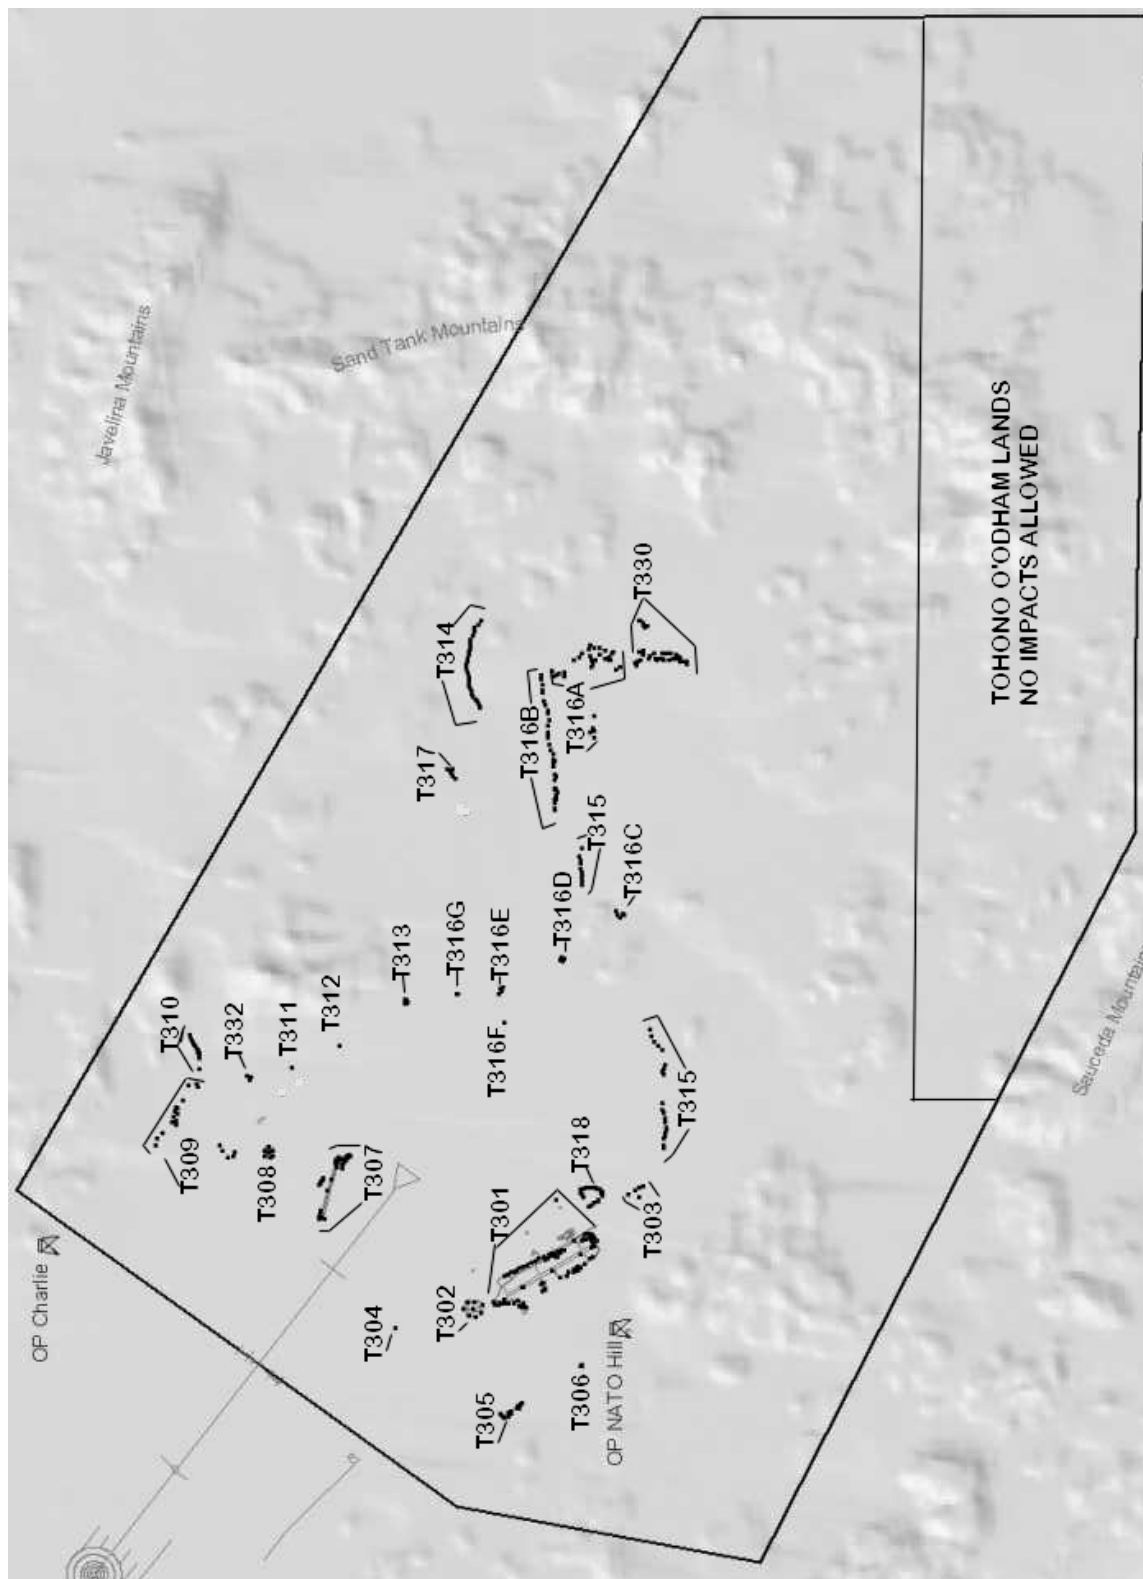 OP Charlie
Javelina Mountains
T310
T309
T332
T308
T311
T312
T307
T304
T313
Sand Tank Mountains
T317
T314
T302
T316G
T305
T316F
T316E
T301
T316B
T316D
T316A
T306
T318
T315
OP NATO Hill
T316C
T330
T303
T315
TOHONO O'ODHAM LANDS
NO IMPACTS ALLOWED
Sauceda Mountain